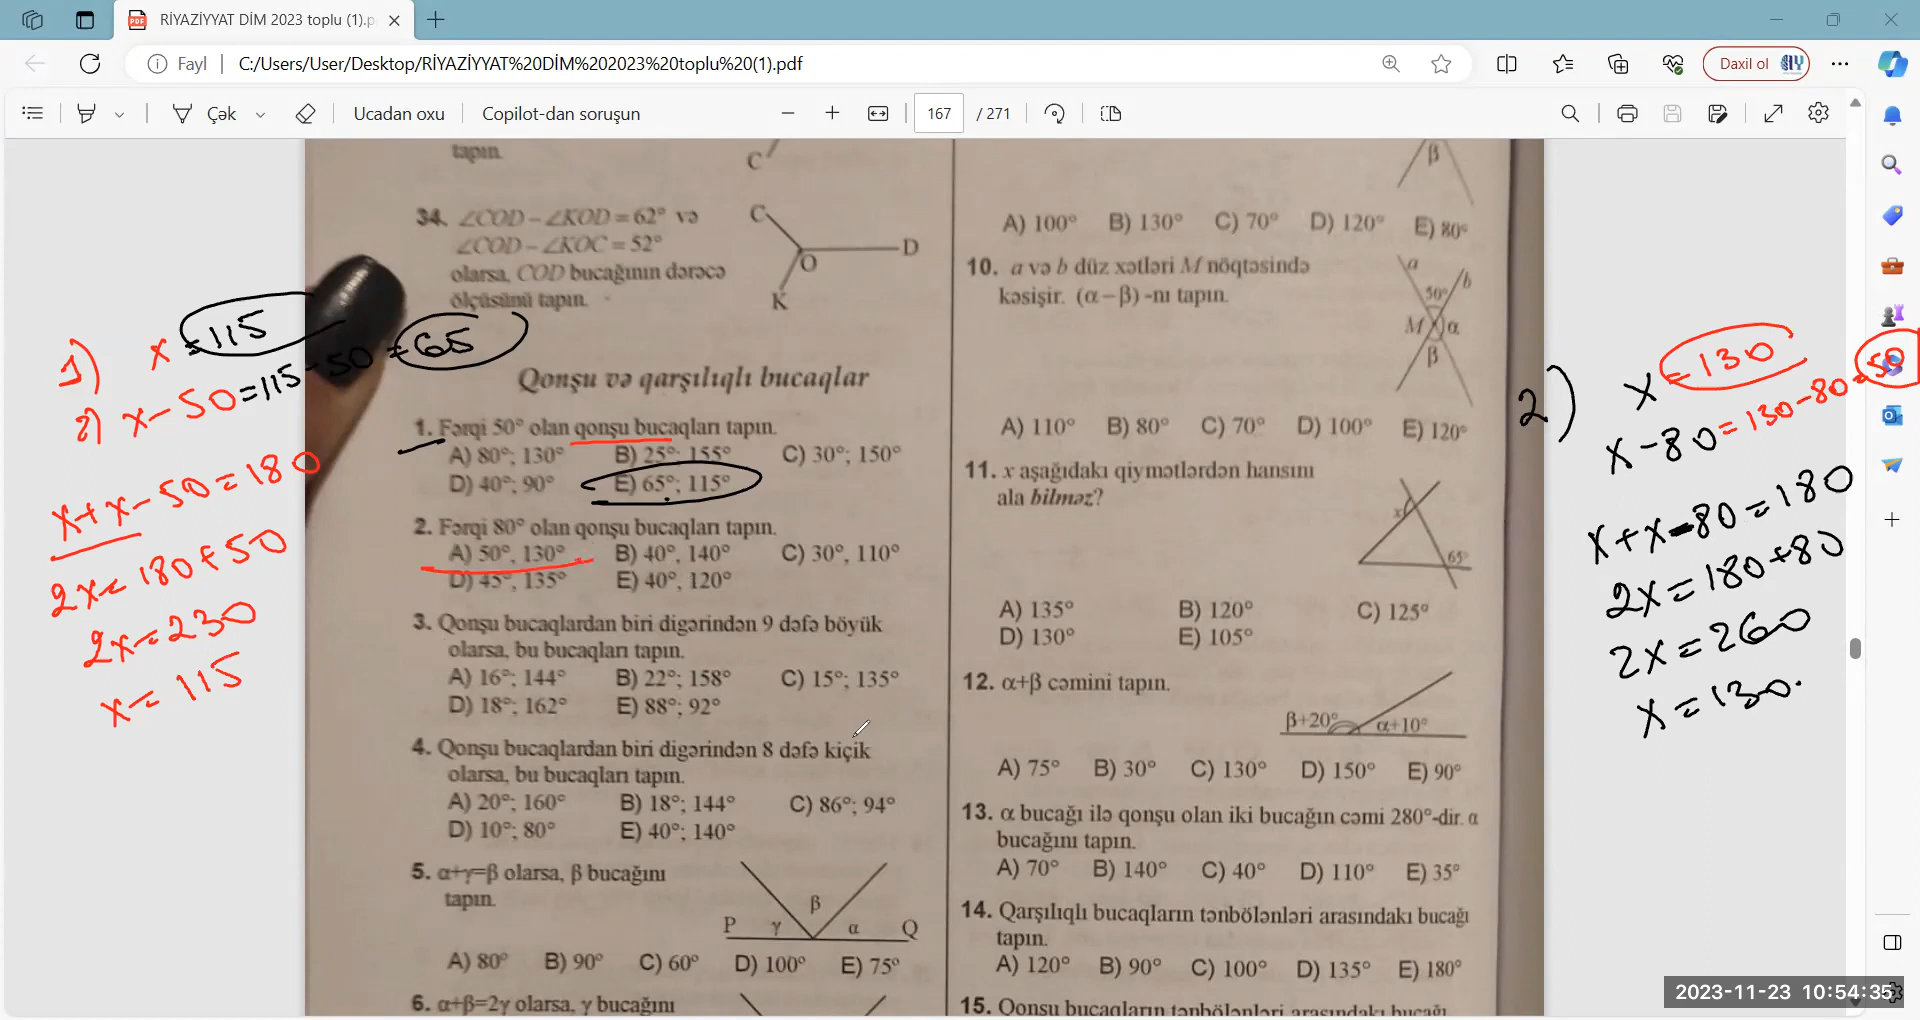 RİYAZİYYAT DİM 2023 toplu (1).p
Fayl
C:/Users/User/Desktop/RİYAZİYYAT%20DİM%202023%20toplu%20(1).pdf
Daxil ol
Çək
Ucadan oxu
Copilot-dan soruşun
167 / 271
tapın.
C
34. ∠COD – ∠KOD = 62° və
∠COD – ∠KOC = 52°
olarsa, COD bucağının dərəcə
ölçüsünü tapın.
C
O
D
K
Qonşu və qarşılıqlı bucaqlar
1. Fərqi 50° olan qonşu bucaqları tapın.
A) 80°; 130° B) 25°; 155° C) 30°; 150°
D) 40°; 90° E) 65°; 115°
2. Fərqi 80° olan qonşu bucaqları tapın.
A) 50°, 130° B) 40°, 140° C) 30°, 110°
D) 45°, 135° E) 40°, 120°
3. Qonşu bucaqlardan biri digərindən 9 dəfə böyük
olarsa, bu bucaqları tapın.
A) 16°; 144° B) 22°; 158° C) 15°; 135°
D) 18°; 162° E) 88°; 92°
4. Qonşu bucaqlardan biri digərindən 8 dəfə kiçik
olarsa, bu bucaqları tapın.
A) 20°; 160° B) 18°; 144° C) 86°; 94°
D) 10°; 80° E) 40°; 140°
5. α+γ=β olarsa, β bucağını
tapın.
P γ β α Q
A) 80° B) 90° C) 60° D) 100° E) 75°
6. α+β=2γ olarsa, γ bucağını
β
A) 100° B) 130° C) 70° D) 120° E) 80°
10. a və b düz xətləri M nöqtəsində
kəsişir. (α – β) -nı tapın.
a
b
50°
M α
β
A) 110° B) 80° C) 70° D) 100° E) 120°
11. x aşağıdakı qiymətlərdən hansını
ala bilməz?
x
65°
A) 135° B) 120° C) 125°
D) 130° E) 105°
12. α+β cəmini tapın.
β+20° α+10°
A) 75° B) 30° C) 130° D) 150° E) 90°
13. α bucağı ilə qonşu olan iki bucağın cəmi 280°-dir. α
bucağını tapın.
A) 70° B) 140° C) 40° D) 110° E) 35°
14. Qarşılıqlı bucaqların tənbölənləri arasındakı bucağı
tapın.
A) 120° B) 90° C) 100° D) 135° E) 180°
15. Qonşu bucaqların tənbölənləri arasındakı bucağı
1) x = 115
2) x – 50 = 115 – 50 = 65
x + x – 50 = 180
2x = 180 + 50
2x = 230
x = 115
2) x = 130
x – 80 = 130 – 80 = 50
x + x – 80 = 180
2x = 180 + 80
2x = 260
x = 130.
2023-11-23 10:54:35